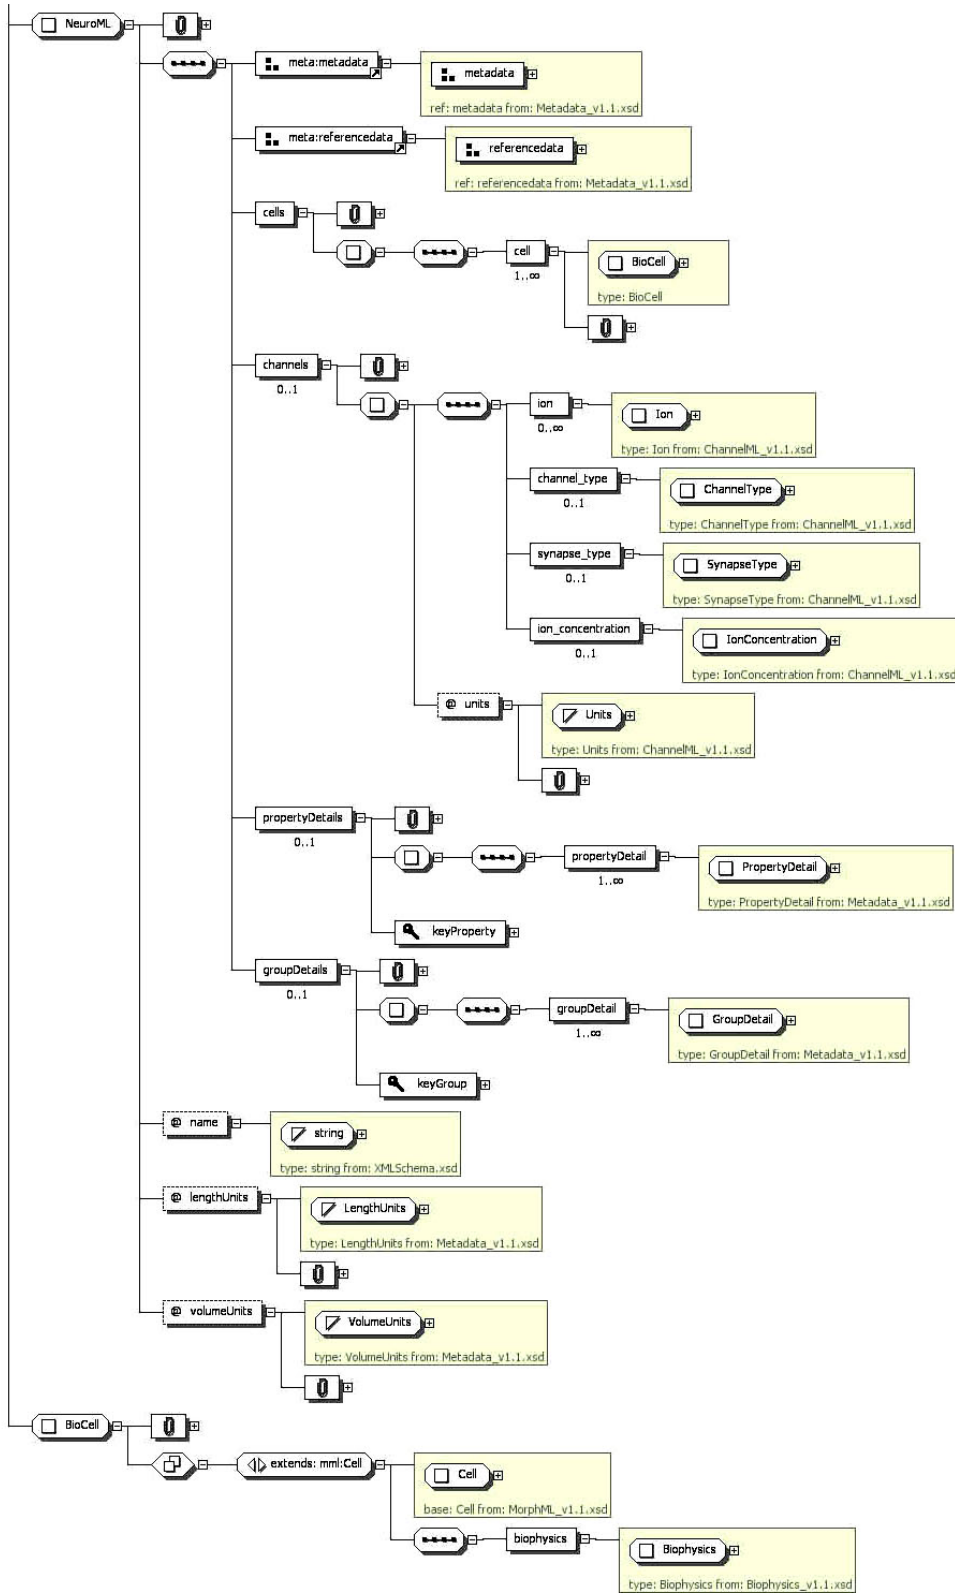 NeuroML
meta:metadata
metadata
ref: metadata from: Metadata_v1.1.xsd
meta:referencedata
referencedata
ref: referencedata from: Metadata_v1.1.xsd
cells
cell
1..∞
BioCell
type: BioCell
channels
0..1
ion
0..∞
Ion
type: Ion from: ChannelML_v1.1.xsd
channel_type
0..1
ChannelType
type: ChannelType from: ChannelML_v1.1.xsd
synapse_type
0..1
SynapseType
type: SynapseType from: ChannelML_v1.1.xsd
ion_concentration
0..1
IonConcentration
type: IonConcentration from: ChannelML_v1.1.xsd
@ units
Units
type: Units from: ChannelML_v1.1.xsd
propertyDetails
0..1
propertyDetail
1..∞
PropertyDetail
type: PropertyDetail from: Metadata_v1.1.xsd
keyProperty
groupDetails
0..1
groupDetail
1..∞
GroupDetail
type: GroupDetail from: Metadata_v1.1.xsd
keyGroup
@ name
string
type: string from: XMLSchema.xsd
@ lengthUnits
LengthUnits
type: LengthUnits from: Metadata_v1.1.xsd
@ volumeUnits
VolumeUnits
type: VolumeUnits from: Metadata_v1.1.xsd
BioCell
extends: mml:Cell
Cell
base: Cell from: MorphML_v1.1.xsd
biophysics
Biophysics
type: Biophysics from: Biophysics_v1.1.xsd